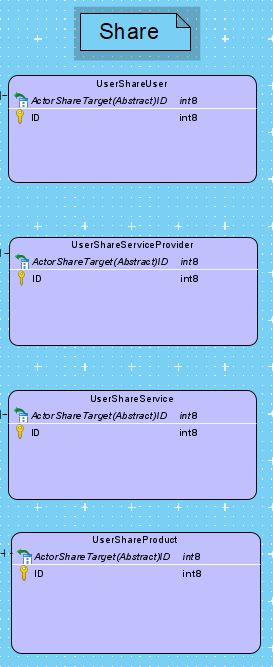 Share
UserShareUser
ActorShareTarget(Abstract)ID int8
ID int8
UserShareServiceProvider
ActorShareTarget(Abstract)ID int8
ID int8
UserShareService
ActorShareTarget(Abstract)ID int8
ID int8
UserShareProduct
ActorShareTarget(Abstract)ID int8
ID int8